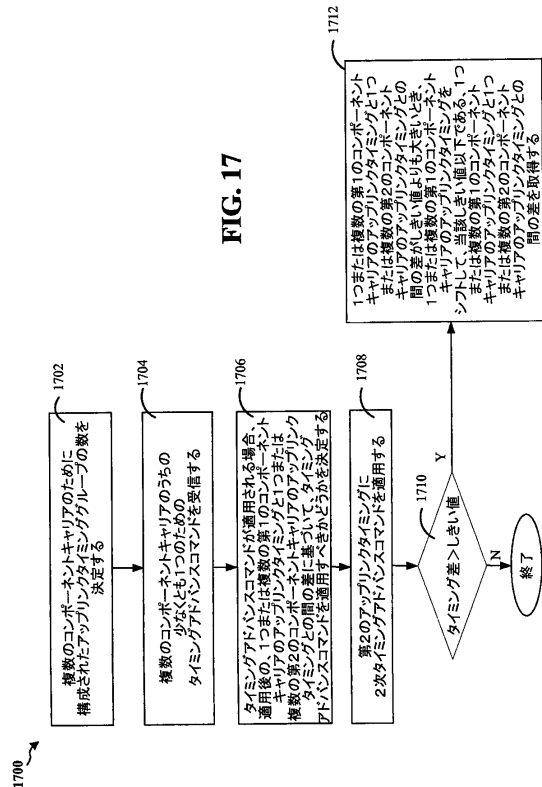 1700
FIG. 17
1702
複数のコンポーネントキャリアのために
構成されたアップリンクタイミンググループの数を
決定する
1704
複数のコンポーネントキャリアのうちの
少なくとも1つのための
タイミングアドバンスコマンドを受信する
1706
タイミングアドバンスコマンドが適用される場合、
適用後の、1つまたは複数の第1のコンポーネント
キャリアのアップリンクタイミングと1つまたは
複数の第2のコンポーネントキャリアのアップリンク
タイミングとの間の差に基づいて、タイミング
アドバンスコマンドを適用すべきかどうかを決定する
1708
第2のアップリンクタイミングに
2次タイミングアドバンスコマンドを適用する
1710
タイミング差>しきい値
Y
N
終了
1712
1つまたは複数の第1のコンポーネント
キャリアのアップリンクタイミングと1つ
または複数の第2のコンポーネント
キャリアのアップリンクタイミングとの
間の差がしきい値よりも大きいとき、
1つまたは複数の第1のコンポーネント
キャリアのアップリンクタイミングを
シフトして、当該しきい値以下である、1つ
または複数の第1のコンポーネント
キャリアのアップリンクタイミングと1つ
または複数の第2のコンポーネント
キャリアのアップリンクタイミングとの
間の差を取得する